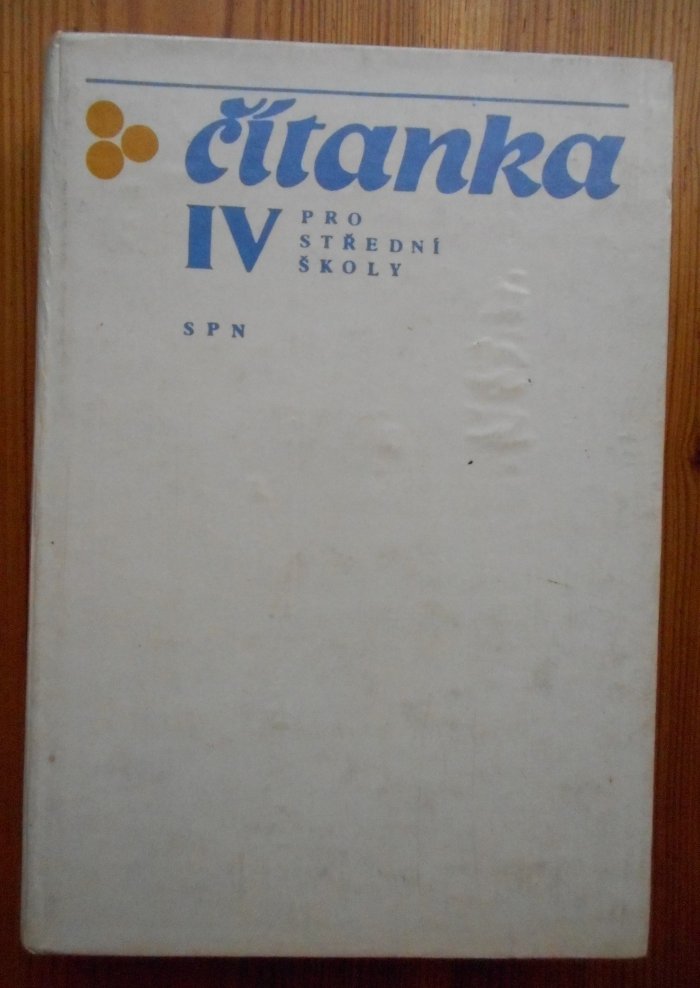 čítanka
IV PRO
STŘEDNÍ
ŠKOLY
SPN